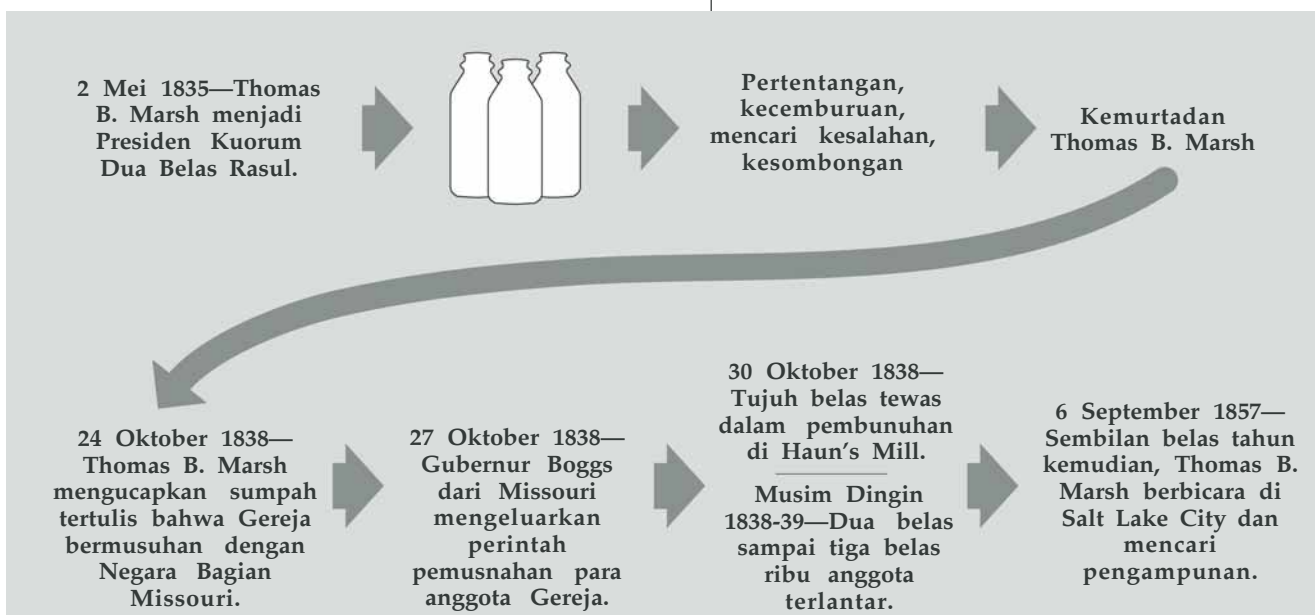 2 Mei 1835—Thomas
B. Marsh menjadi
Presiden Kuorum
Dua Belas Rasul.
Pertentangan,
kecemburuan,
mencari kesalahan,
kesombongan
Kemurtadan
Thomas B. Marsh
24 Oktober 1838—
Thomas B. Marsh
mengucapkan sumpah
tertulis bahwa Gereja
bermusuhan dengan
Negara Bagian
Missouri.
27 Oktober 1838—
Gubernur Boggs
dari Missouri
mengeluarkan
perintah
pemusnahan para
anggota Gereja.
30 Oktober 1838—
Tujuh belas tewas
dalam pembunuhan
di Haun's Mill.
Musim Dingin
1838-39—Dua belas
sampai tiga belas
ribu anggota
terlantar.
6 September 1857—
Sembilan belas tahun
kemudian, Thomas B.
Marsh berbicara di
Salt Lake City dan
mencari
pengampunan.